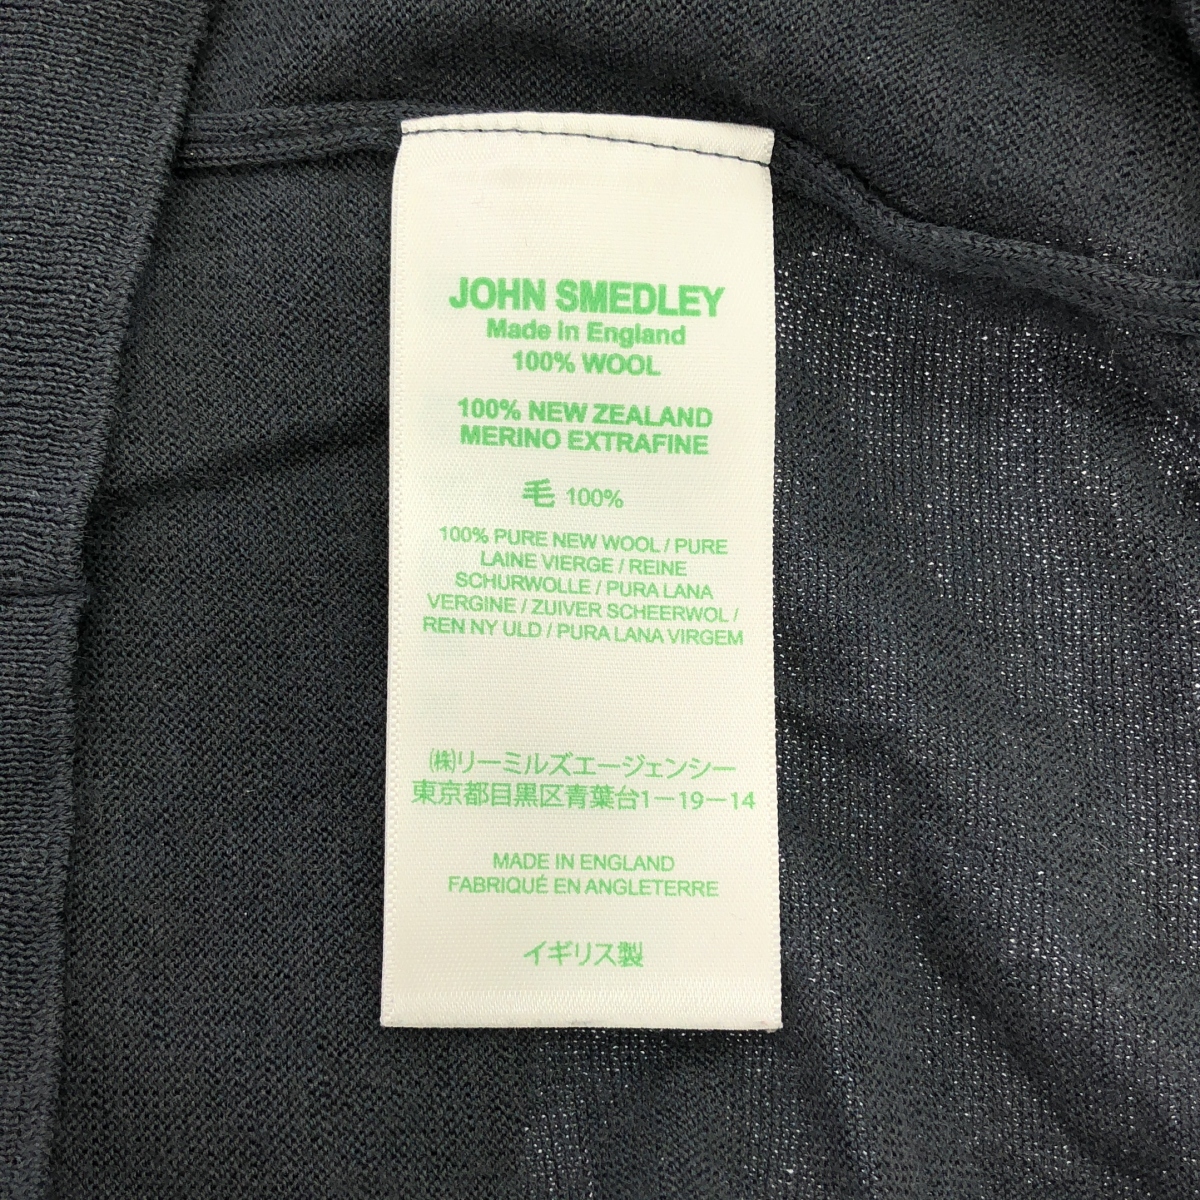 JOHN SMEDLEY
Made in England
100% WOOL
100% NEW ZEALAND
MERINO EXTRAFINE
毛 100%
100% PURE NEW WOOL / PURE
LAINE VIERGE / REINE
SCHURWOLLE / PURA LANA
VERGINE / ZUIVER SCHEERWOL /
REN NY ULD / PURA LANA VIRGEM
㈱リーミルズエージェンシー
東京都目黒区青葉台1－19－14
MADE IN ENGLAND
FABRIQUÉ EN ANGLETERRE
イギリス製